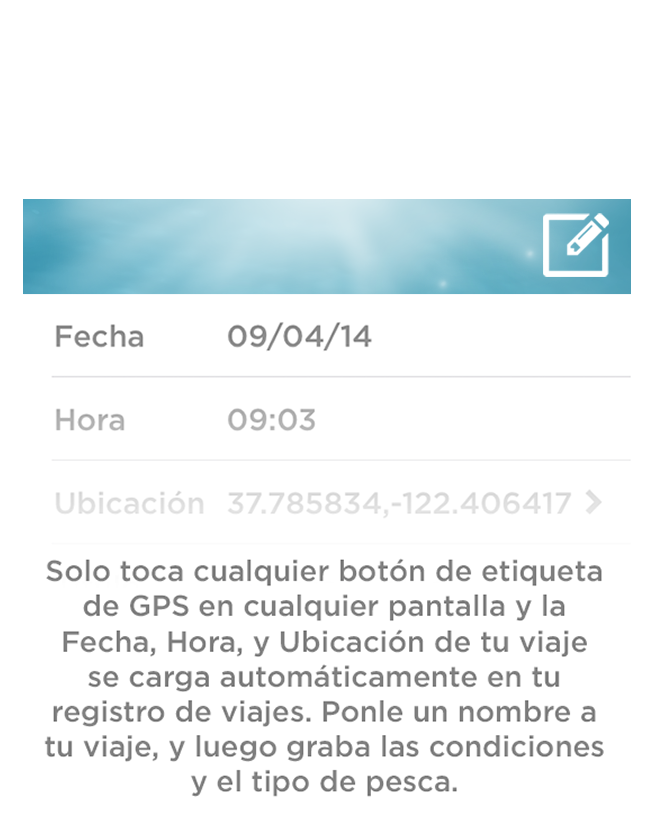 Fecha 09/04/14
Hora 09:03
Ubicación 37.785834,-122.406417
Solo toca cualquier botón de etiqueta
de GPS en cualquier pantalla y la
Fecha, Hora, y Ubicación de tu viaje
se carga automáticamente en tu
registro de viajes. Ponle un nombre a
tu viaje, y luego graba las condiciones
y el tipo de pesca.